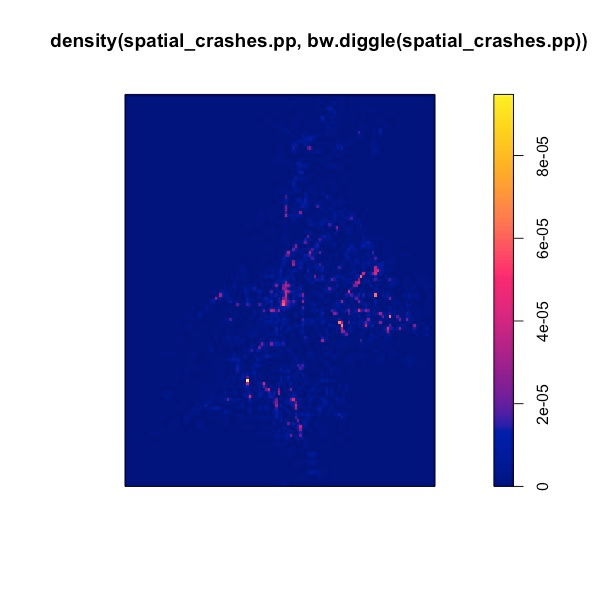 density(spatial_crashes.pp, bw.diggle(spatial_crashes.pp))
8e-05
6e-05
4e-05
2e-05
0